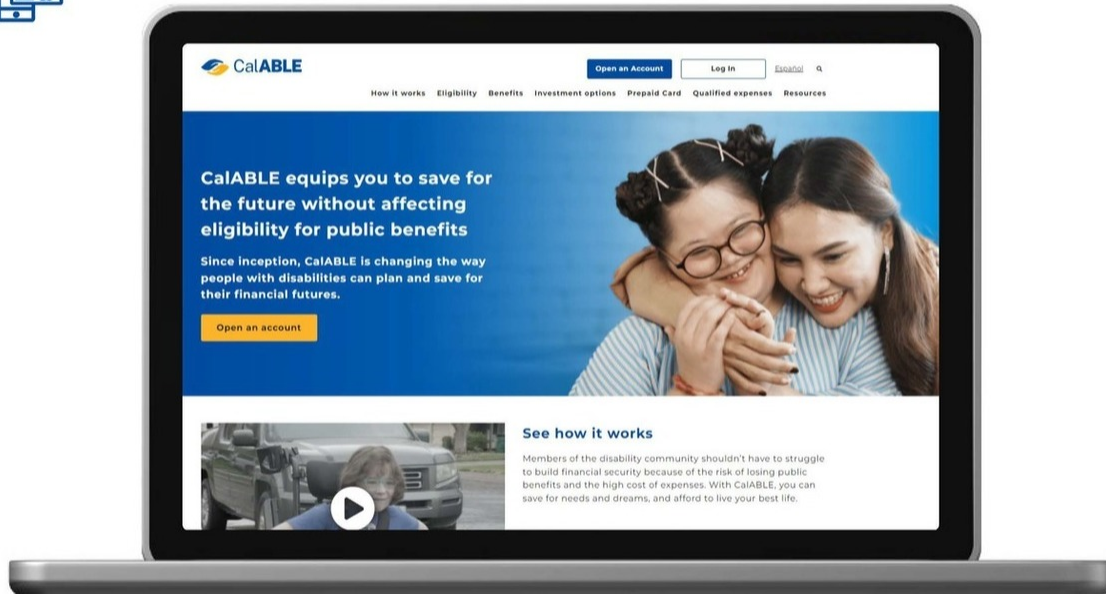 CalABLE
Open an Account
Log In
Español
How it works Eligibility Benefits Investment options Prepaid Card Qualified expenses Resources
CalABLE equips you to save for
the future without affecting
eligibility for public benefits
Since inception, CalABLE is changing the way
people with disabilities can plan and save for
their financial futures.
Open an account
See how it works
Members of the disability community shouldn't have to struggle
to build financial security because of the risk of losing public
benefits and the high cost of expenses. With CalABLE, you can
save for needs and dreams, and afford to live your best life.